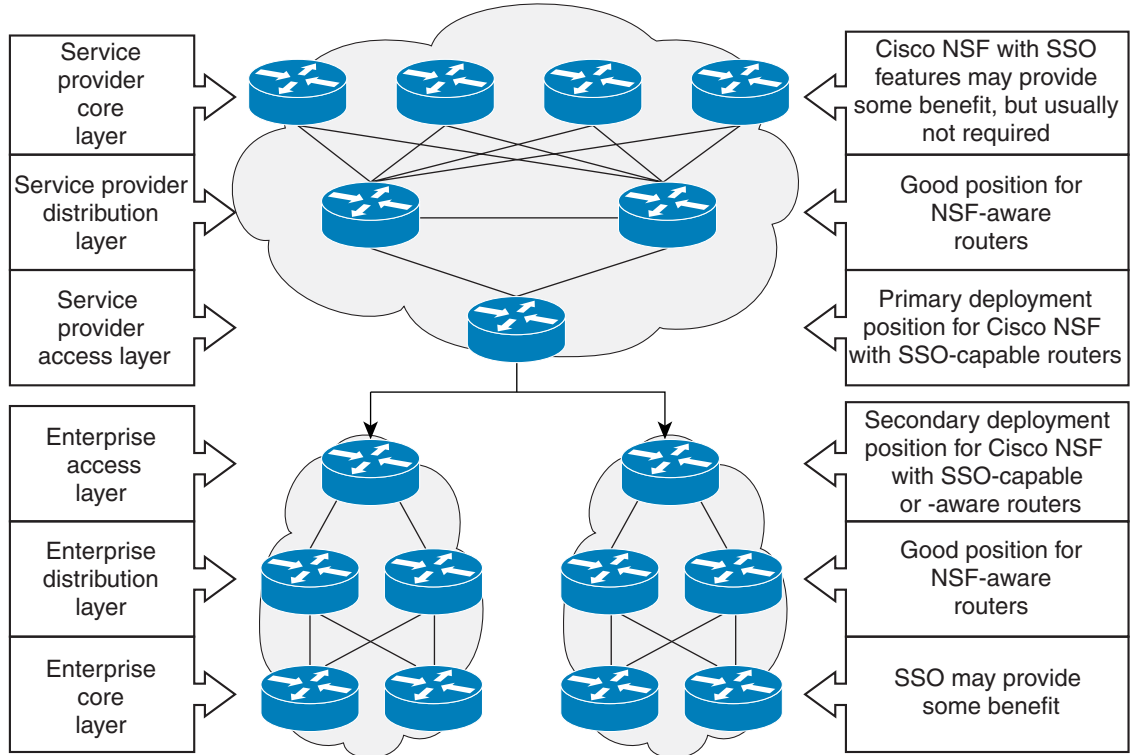 Service
provider
core
layer
Cisco NSF with SSO
features may provide
some benefit, but usually
not required
Service provider
distribution
layer
Good position for
NSF-aware
routers
Service
provider
access layer
Primary deployment
position for Cisco NSF
with SSO-capable routers
Enterprise
access
layer
Secondary deployment
position for Cisco NSF
with SSO-capable
or -aware routers
Enterprise
distribution
layer
Good position for
NSF-aware
routers
Enterprise
core
layer
SSO may provide
some benefit